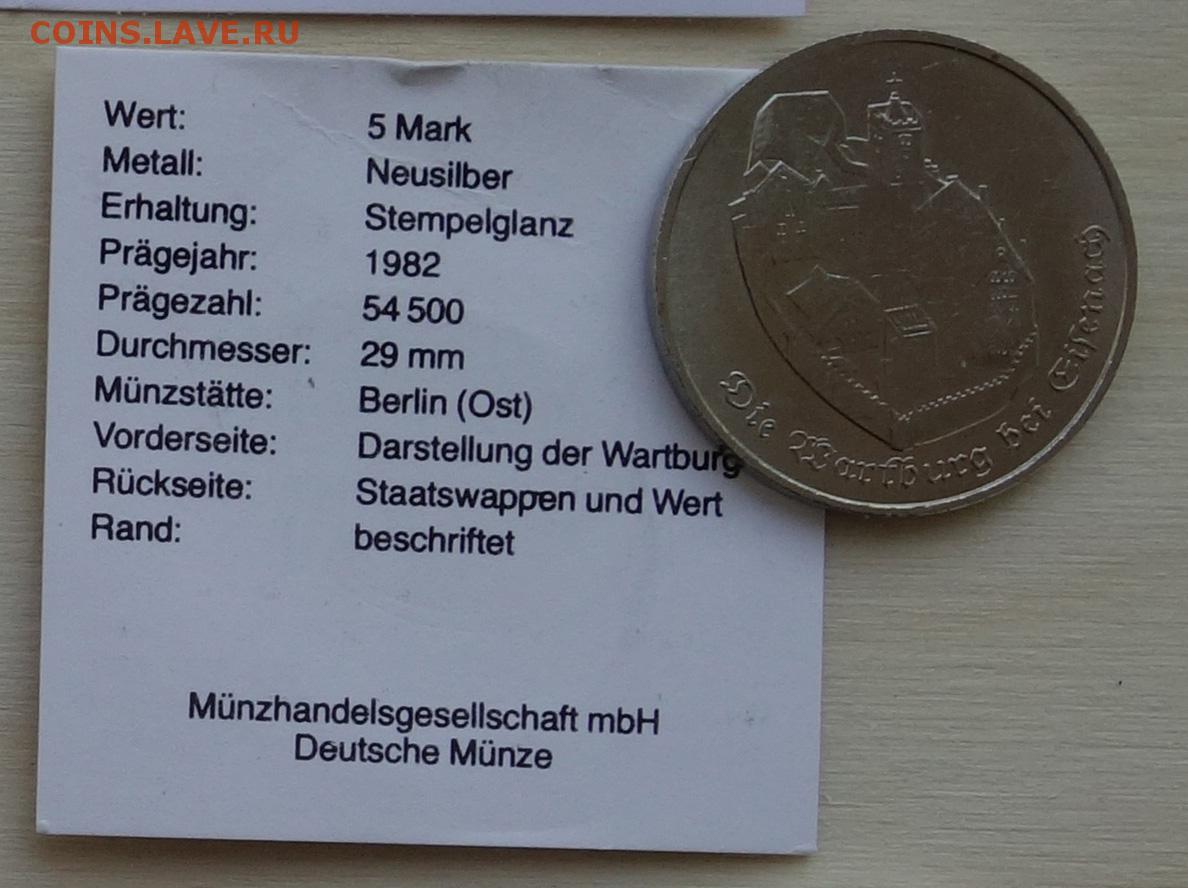 COINS.LAVE.RU
Wert: 5 Mark
Metall: Neusilber
Erhaltung: Stempelglanz
Prägejahr: 1982
Prägezahl: 54 500
Durchmesser: 29 mm
Münzstätte: Berlin (Ost)
Vorderseite: Darstellung der Wartburg
Rückseite: Staatswappen und Wert
Rand: beschriftet
Münzhandelsgesellschaft mbH
Deutsche Münze
Die Wartburg bei Eiſenach